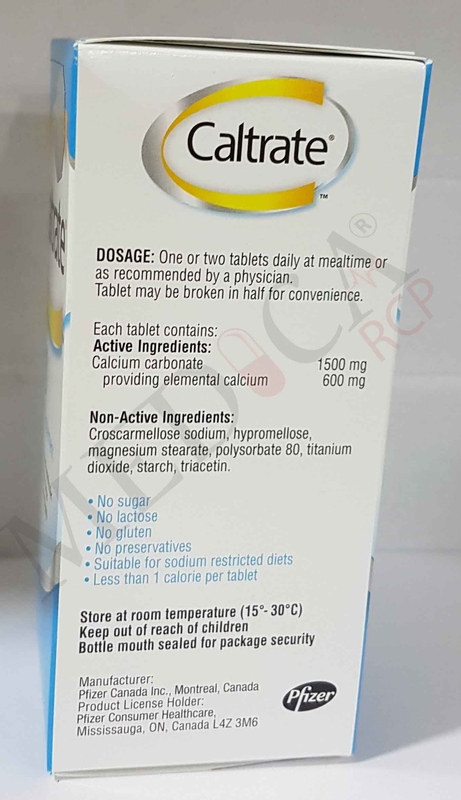 Caltrate®
™
DOSAGE: One or two tablets daily at mealtime or
as recommended by a physician.
Tablet may be broken in half for convenience.
Each tablet contains:
Active Ingredients:
Calcium carbonate 1500 mg
providing elemental calcium 600 mg
Non-Active Ingredients:
Croscarmellose sodium, hypromellose,
magnesium stearate, polysorbate 80, titanium
dioxide, starch, triacetin.
• No sugar
• No lactose
• No gluten
• No preservatives
• Suitable for sodium restricted diets
• Less than 1 calorie per tablet
Store at room temperature (15°- 30°C)
Keep out of reach of children
Bottle mouth sealed for package security
Manufacturer:
Pfizer Canada Inc., Montreal, Canada
Product License Holder:
Pfizer Consumer Healthcare,
Mississauga, ON, Canada L4Z 3M6
Pfizer
MEDICA®
RCP